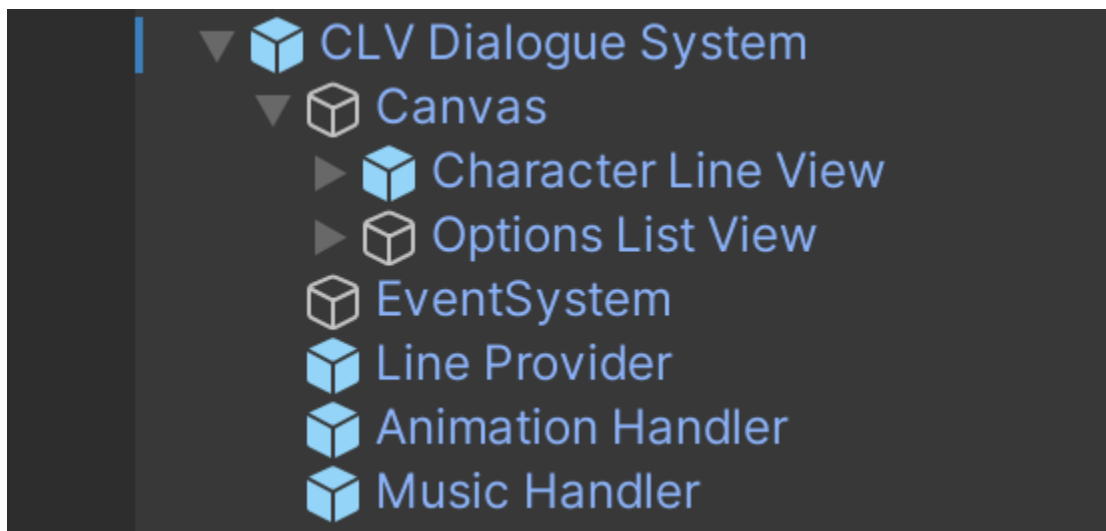 CLV Dialogue System
Canvas
Character Line View
Options List View
EventSystem
Line Provider
Animation Handler
Music Handler